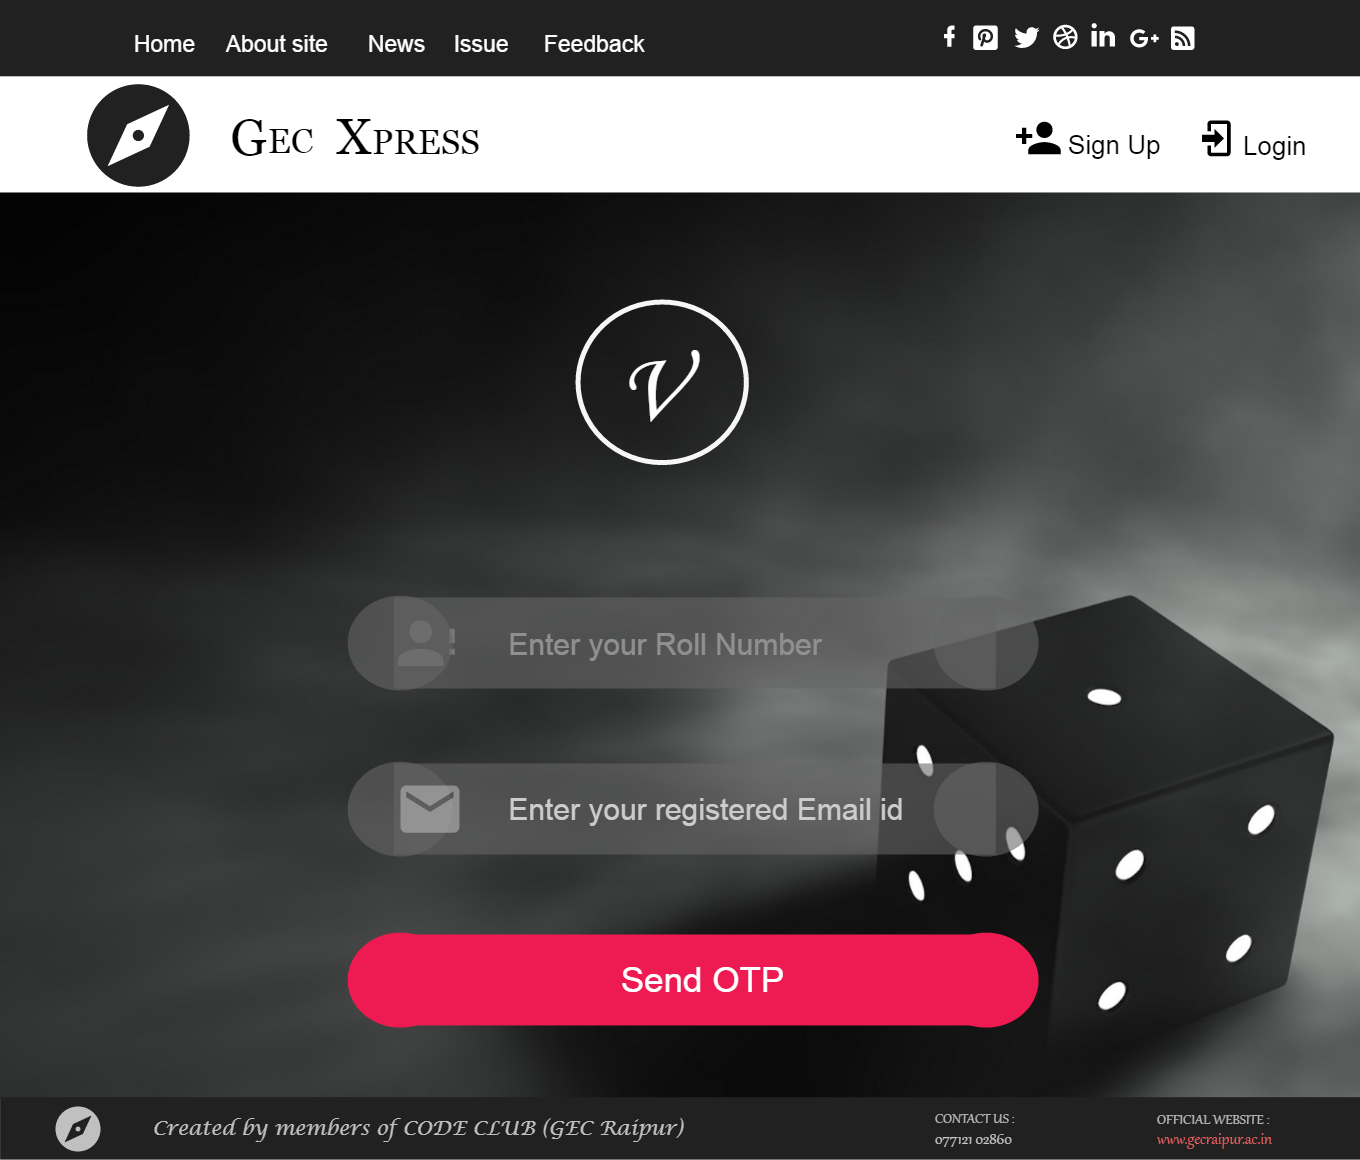 Home About site News Issue Feedback
GEC XPRESS
Sign Up Login
V
Enter your Roll Number
Enter your registered Email id
Send OTP
Created by members of CODE CLUB (GEC Raipur)
CONTACT US :
077121 02860
OFFICIAL WEBSITE :
www.gecraipur.ac.in